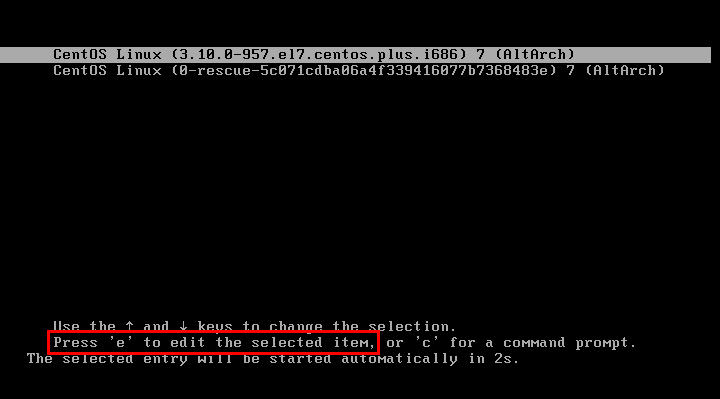 CentOS Linux (3.10.0-957.el7.centos.plus.i686) 7 (AltArch)
CentOS Linux (0-rescue-5c071cdba06a4f339416077b7368483e) 7 (AltArch)
Use the ↑ and ↓ keys to change the selection.
Press 'e' to edit the selected item, or 'c' for a command prompt.
The selected entry will be started automatically in 2s.